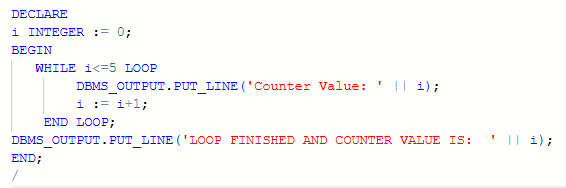 DECLARE
i INTEGER := 0;
BEGIN
WHILE i<=5 LOOP
DBMS_OUTPUT.PUT_LINE('Counter Value: ' || i);
i := i+1;
END LOOP;
DBMS_OUTPUT.PUT_LINE('LOOP FINISHED AND COUNTER VALUE IS:  ' || i);
END;
/